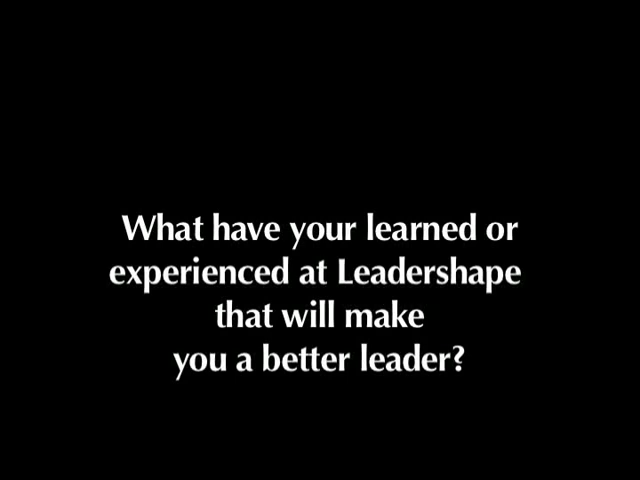 What have your learned or
experienced at Leadershape
that will make
you a better leader?